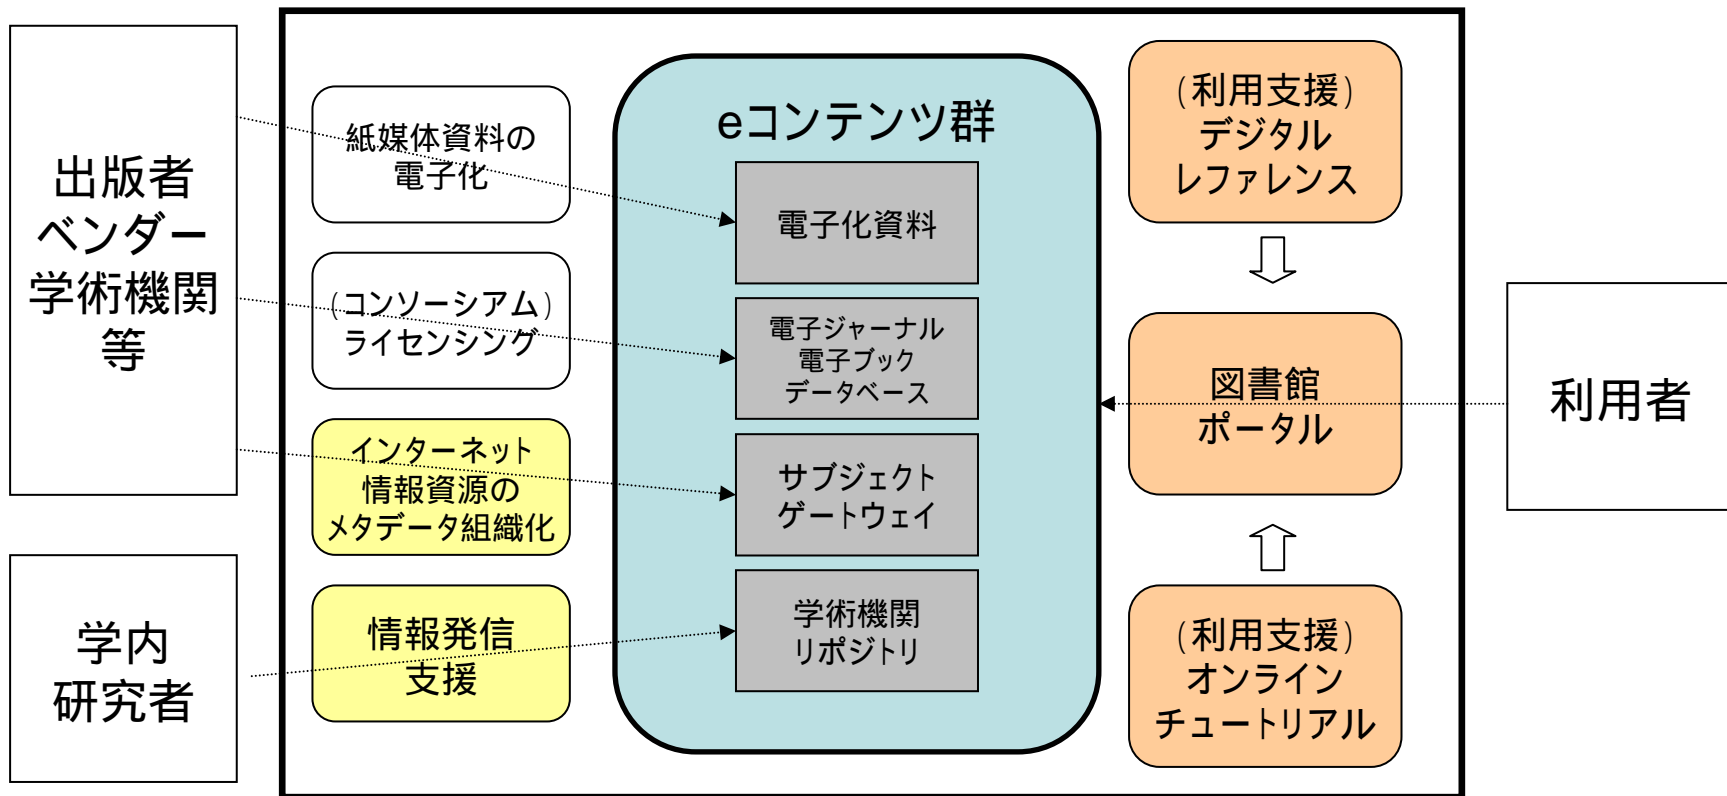 出版者
ベンダー
学術機関
等
学内
研究者
紙媒体資料の
電子化
(コンソーシアム)
ライセンシング
インターネット
情報資源の
メタデータ組織化
情報発信
支援
eコンテンツ群
電子化資料
電子ジャーナル
電子ブック
データベース
サブジェクト
ゲートウェイ
学術機関
リポジトリ
(利用支援)
デジタル
レファレンス
図書館
ポータル
(利用支援)
オンライン
チュートリアル
利用者